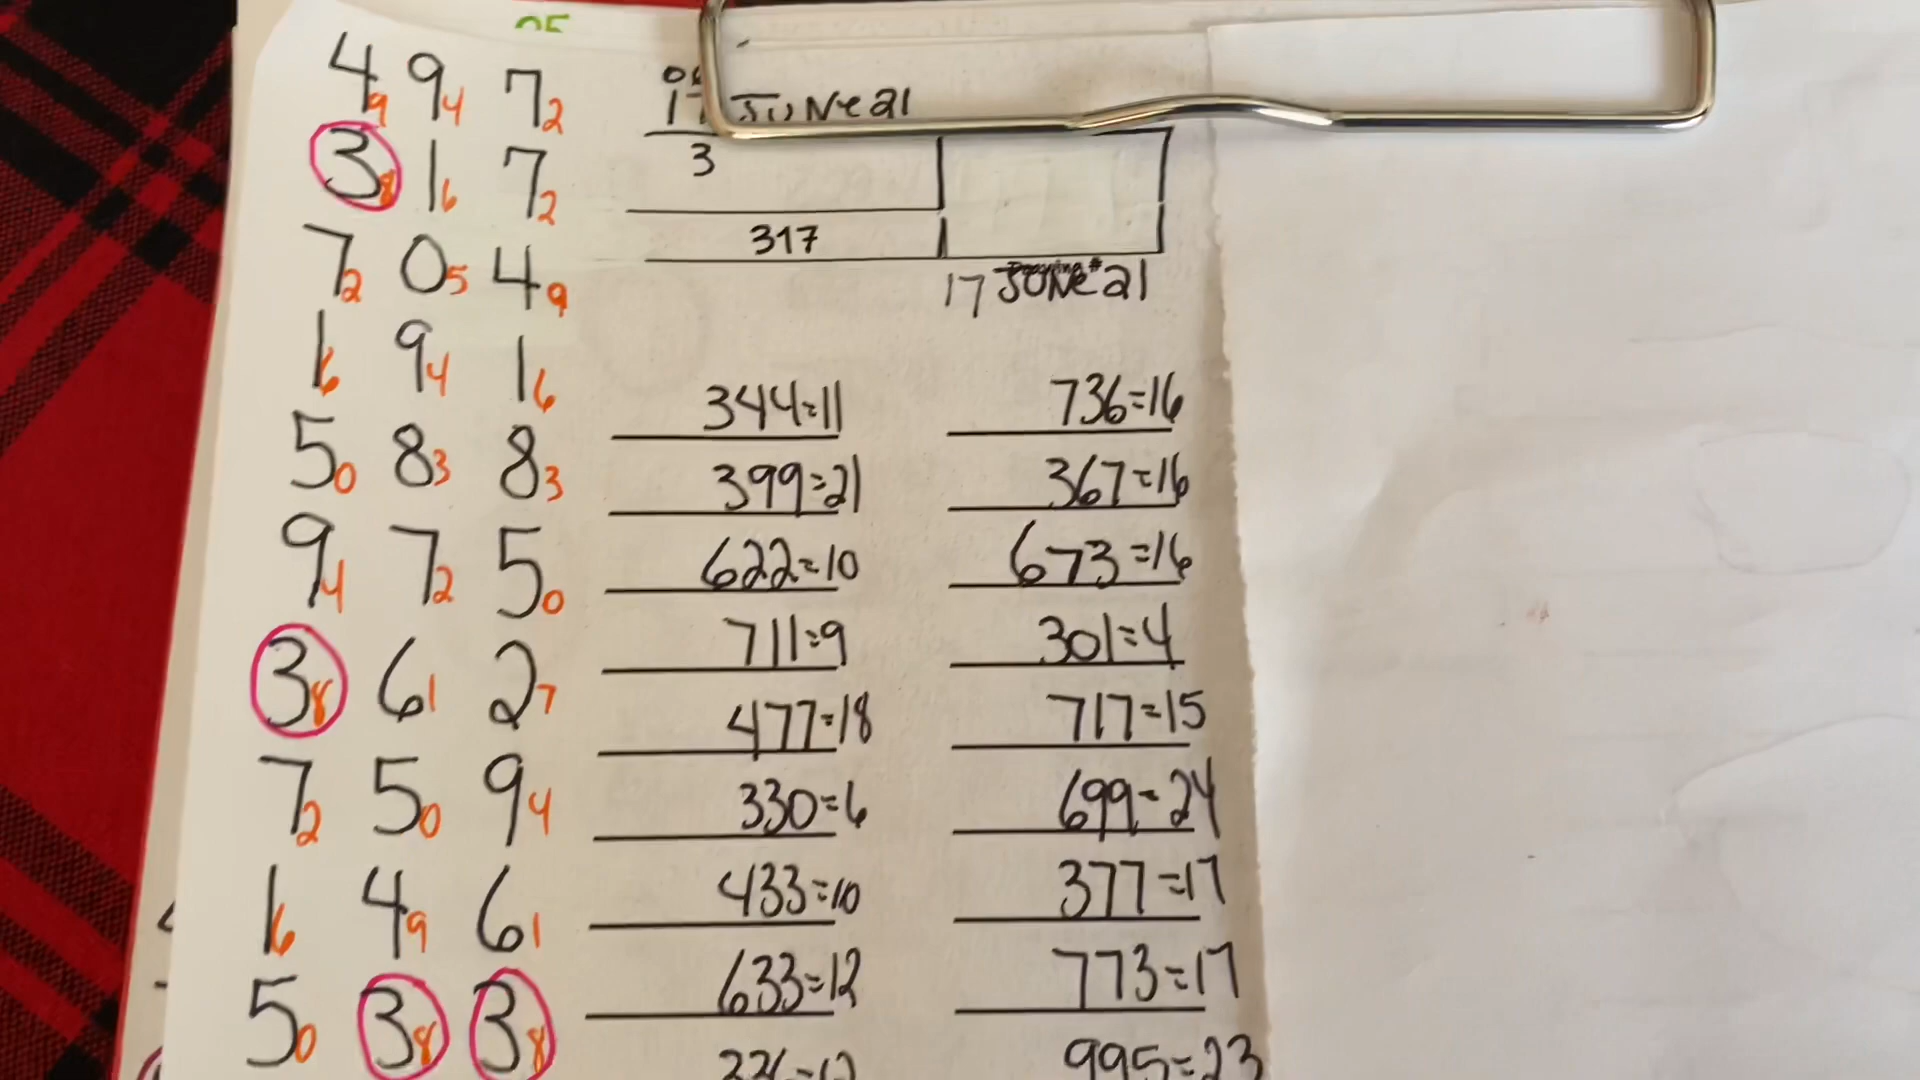 05
4 9 9 4 7 2
3 8 1 6 7 2
7 2 0 5 4 9
1 6 9 4 1 6
5 0 8 3 8 3
9 4 7 2 5 0
3 8 6 1 2 7
7 2 5 0 9 4
1 6 4 9 6 1
5 0 3 8 3 8
17 JUNe 21
3
317
17 JUNe 21
344=11
399=21
622=10
711=9
477=18
330=6
433=10
633=12
736=16
367=16
673=16
301=4
717=15
699=24
377=17
773=17
995=23